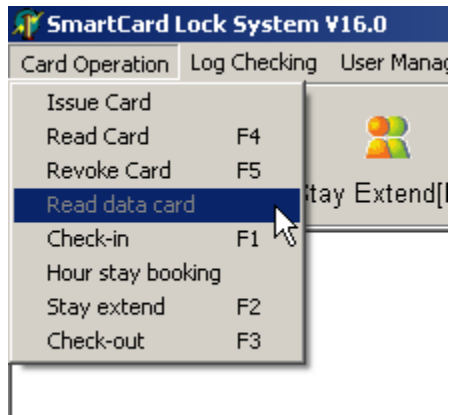 SmartCard Lock System V16.0
Card Operation Log Checking User Mana
Issue Card
Read Card F4
Revoke Card F5
Read data card
Check-in F1
Hour stay booking
Stay extend F2
Check-out F3
tay Extend[